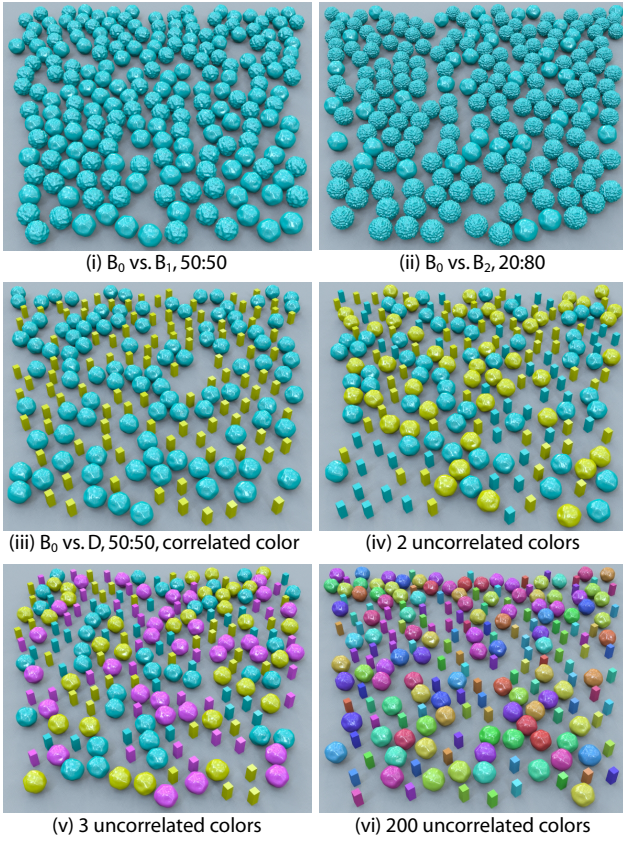 (i) B₀ vs. B₁, 50:50
(ii) B₀ vs. B₂, 20:80
(iii) B₀ vs. D, 50:50, correlated color
(iv) 2 uncorrelated colors
(v) 3 uncorrelated colors
(vi) 200 uncorrelated colors